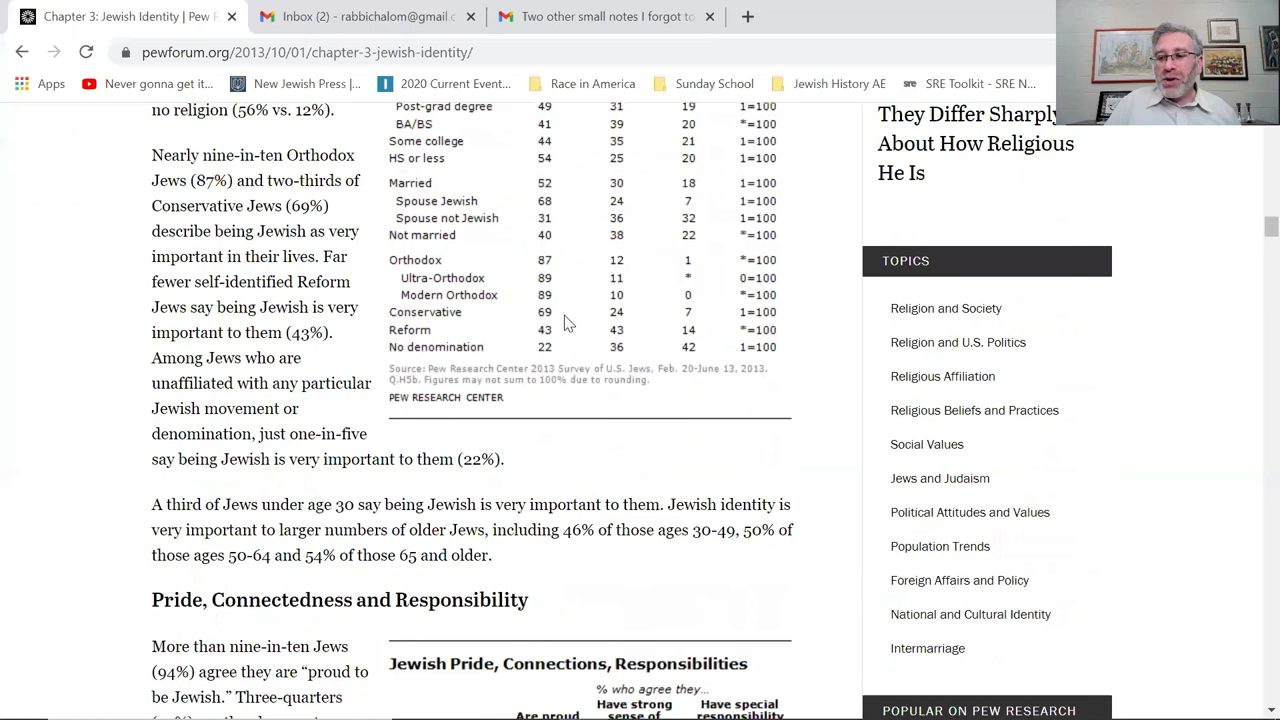 Chapter 3: Jewish Identity | Pew R
Inbox (2) - rabbichalom@gmail.c
Two other small notes I forgot to
pewforum.org/2013/10/01/chapter-3-jewish-identity/
Apps
Never gonna get it...
New Jewish Press |...
2020 Current Event...
Race in America
Sunday School
Jewish History AE
sre
SRE Toolkit - SRE N...
no religion (56% vs. 12%).
Nearly nine-in-ten Orthodox
Jews (87%) and two-thirds of
Conservative Jews (69%)
describe being Jewish as very
important in their lives. Far
fewer self-identified Reform
Jews say being Jewish is very
important to them (43%).
Among Jews who are
unaffiliated with any particular
Jewish movement or
denomination, just one-in-five
say being Jewish is very important to them (22%).
Post-grad degree 49 31 19 1=100
BA/BS 41 39 20 *=100
Some college 44 35 21 1=100
HS or less 54 25 20 1=100
Married 52 30 18 1=100
Spouse Jewish 68 24 7 1=100
Spouse not Jewish 31 36 32 1=100
Not married 40 38 22 *=100
Orthodox 87 12 1 *=100
Ultra-Orthodox 89 11 * 0=100
Modern Orthodox 89 10 0 *=100
Conservative 69 24 7 1=100
Reform 43 43 14 *=100
No denomination 22 36 42 1=100
Source: Pew Research Center 2013 Survey of U.S. Jews, Feb. 20-June 13, 2013.
Q.H5b. Figures may not sum to 100% due to rounding.
PEW RESEARCH CENTER
A third of Jews under age 30 say being Jewish is very important to them. Jewish identity is
very important to larger numbers of older Jews, including 46% of those ages 30-49, 50% of
those ages 50-64 and 54% of those 65 and older.
Pride, Connectedness and Responsibility
More than nine-in-ten Jews
(94%) agree they are “proud to
be Jewish.” Three-quarters
Jewish Pride, Connections, Responsibilities
% who agree they...
Have strong
Have special
Are proud
sense of
responsibility
They Differ Sharply
About How Religious
He Is
TOPICS
Religion and Society
Religion and U.S. Politics
Religious Affiliation
Religious Beliefs and Practices
Social Values
Jews and Judaism
Political Attitudes and Values
Population Trends
Foreign Affairs and Policy
National and Cultural Identity
Intermarriage
POPULAR ON PEW RESEARCH